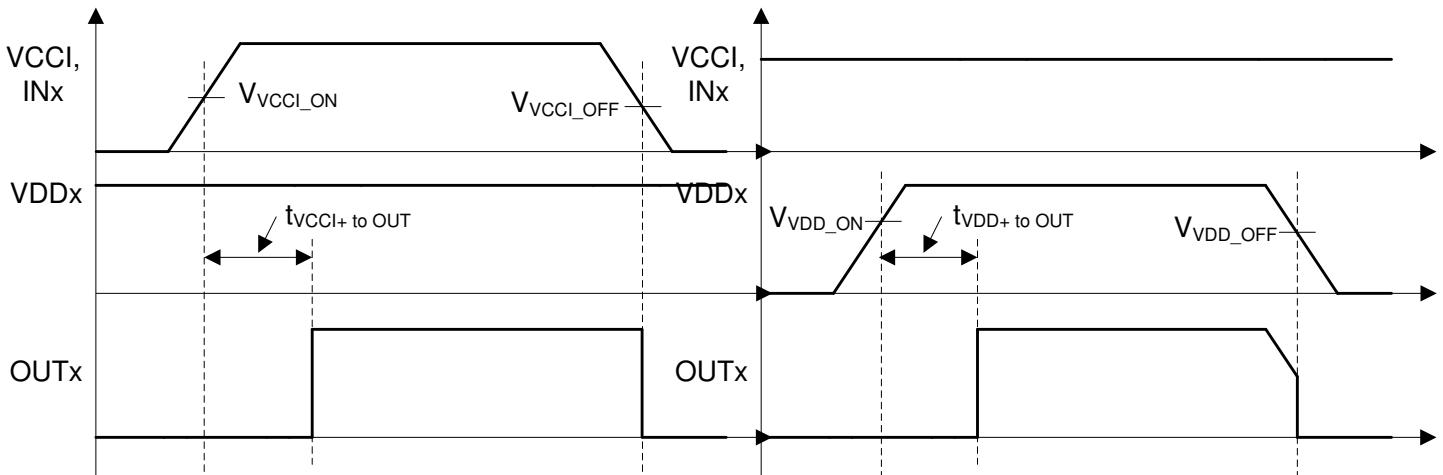 VCCI,
INx
VVCCI_ON
VVCCI_OFF
VDDx
tVCCI+ to OUT
OUTx
VCCI,
INx
VDDx
VVDD_ON
tVDD+ to OUT
VVDD_OFF
OUTx